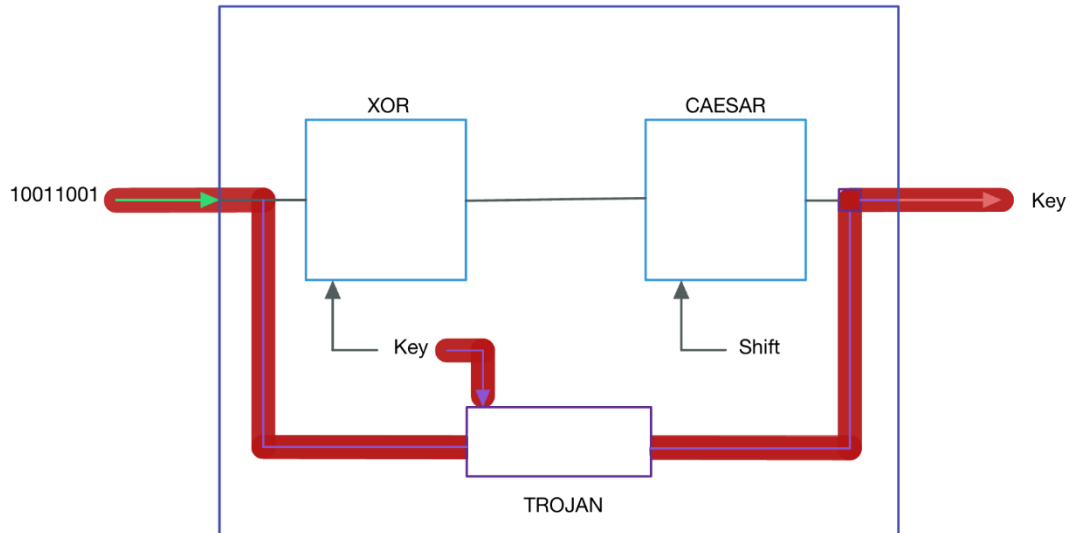 XOR
CAESAR
10011001
Key
Key
Shift
TROJAN